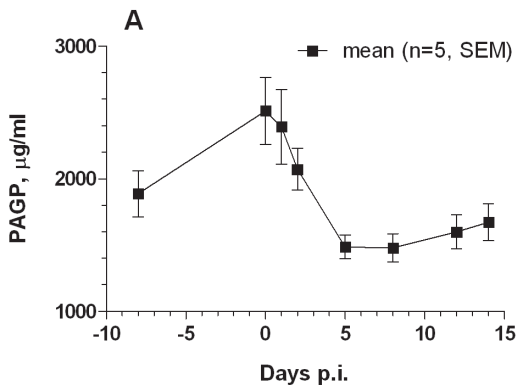 A
3000
mean (n=5, SEM)
PAGP, µg/ml
2000
1000
-10 -5 0 5 10 15
Days p.i.